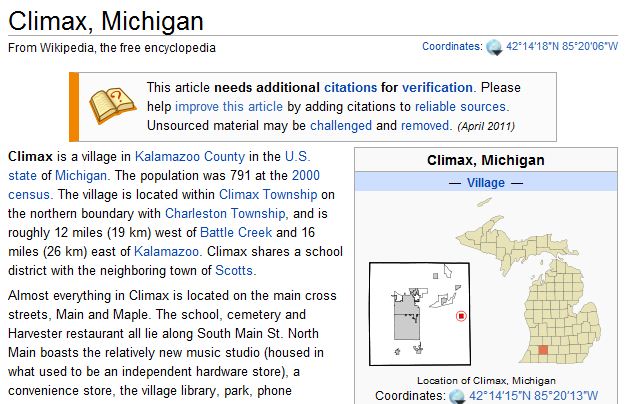 Climax, Michigan
From Wikipedia, the free encyclopedia
Coordinates: 42°14′18″N 85°20′06″W
This article needs additional citations for verification. Please
help improve this article by adding citations to reliable sources.
Unsourced material may be challenged and removed. (April 2011)
Climax is a village in Kalamazoo County in the U.S.
state of Michigan. The population was 791 at the 2000
census. The village is located within Climax Township on
the northern boundary with Charleston Township, and is
roughly 12 miles (19 km) west of Battle Creek and 16
miles (26 km) east of Kalamazoo. Climax shares a school
district with the neighboring town of Scotts.
Almost everything in Climax is located on the main cross
streets, Main and Maple. The school, cemetery and
Harvester restaurant all lie along South Main St. North
Main boasts the relatively new music studio (housed in
what used to be an independent hardware store), a
convenience store, the village library, park, phone
Climax, Michigan
— Village —
Location of Climax, Michigan
Coordinates: 42°14′15″N 85°20′13″W